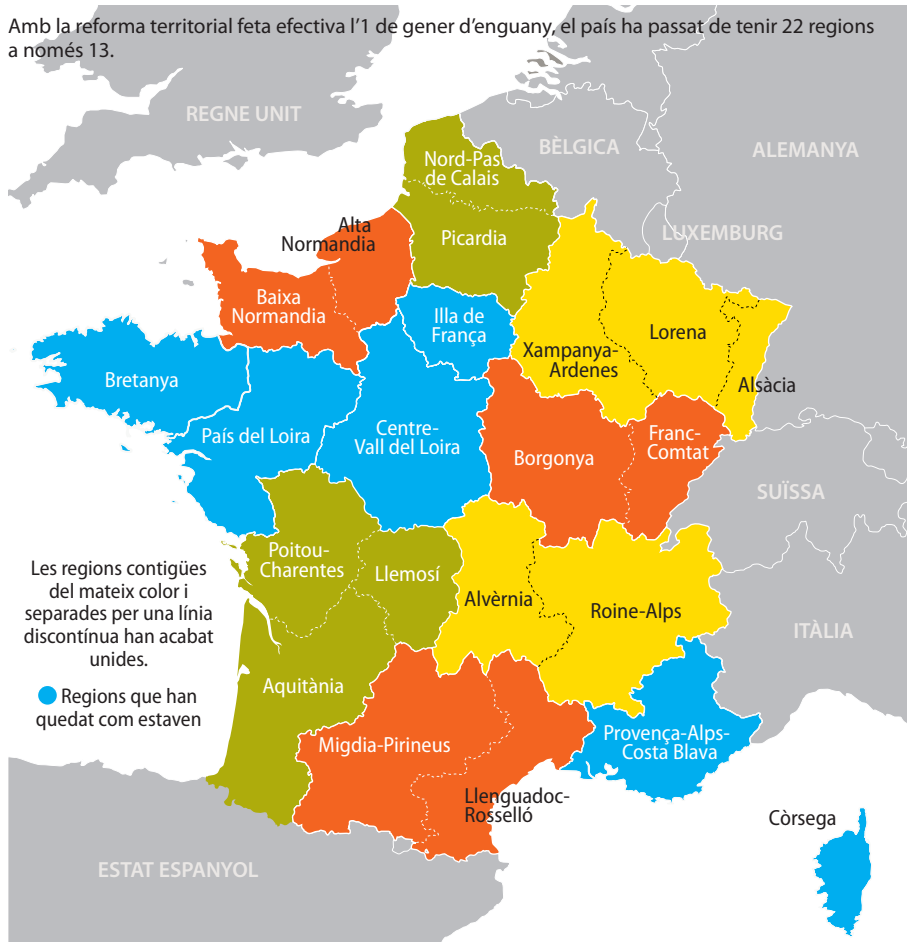 Amb la reforma territorial feta efectiva l’1 de gener d’enguany, el país ha passat de tenir 22 regions
a només 13.
REGNE UNIT
BÈLGICA
ALEMANYA
Nord-Pas
de Calais
LUXEMBURG
Alta
Normandia
Picardia
Baixa
Normandia
Illa de
França
Xampanya-
Ardenes
Lorena
Alsàcia
Bretanya
País del Loira
Centre-
Vall del Loira
Borgonya
Franc-
Comtat
SUÏSSA
Poitou-
Charentes
Llemosí
Alvèrnia
Roine-Alps
ITÀLIA
Les regions contigües
del mateix color i
separades per una línia
discontínua han acabat
unides.
Regions que han
quedat com estaven
Aquitània
Migdia-Pirineus
Provença-Alps-
Costa Blava
Llenguadoc-
Rosselló
Còrsega
ESTAT ESPANYOL